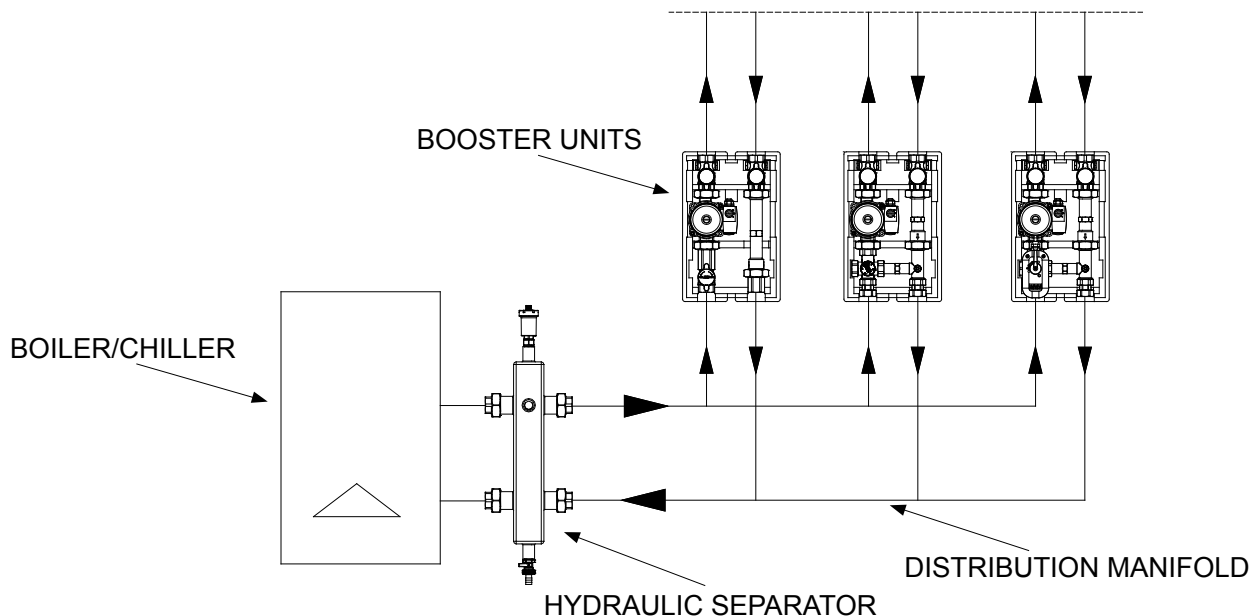 BOOSTER UNITS
BOILER/CHILLER
DISTRIBUTION MANIFOLD
HYDRAULIC SEPARATOR